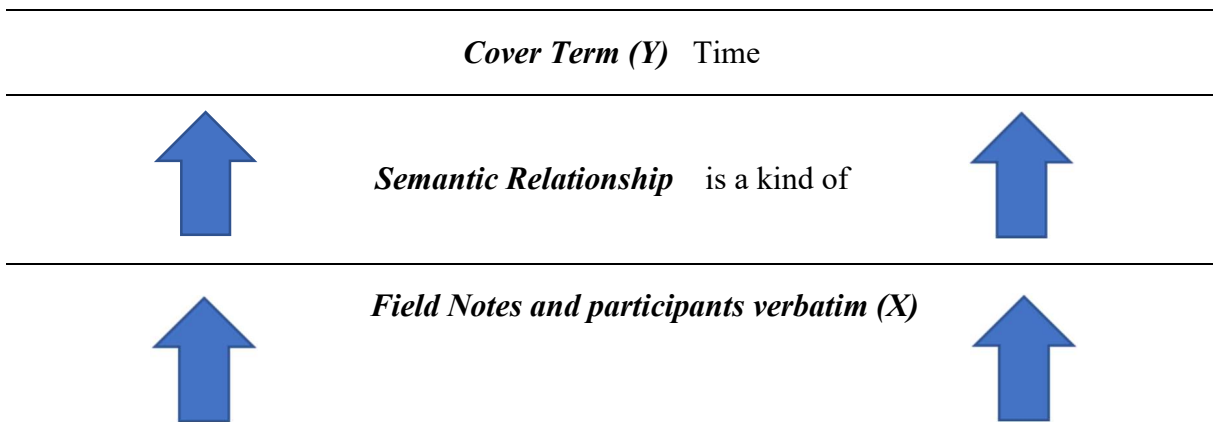 Cover Term (Y) Time
Semantic Relationship is a kind of
Field Notes and participants verbatim (X)